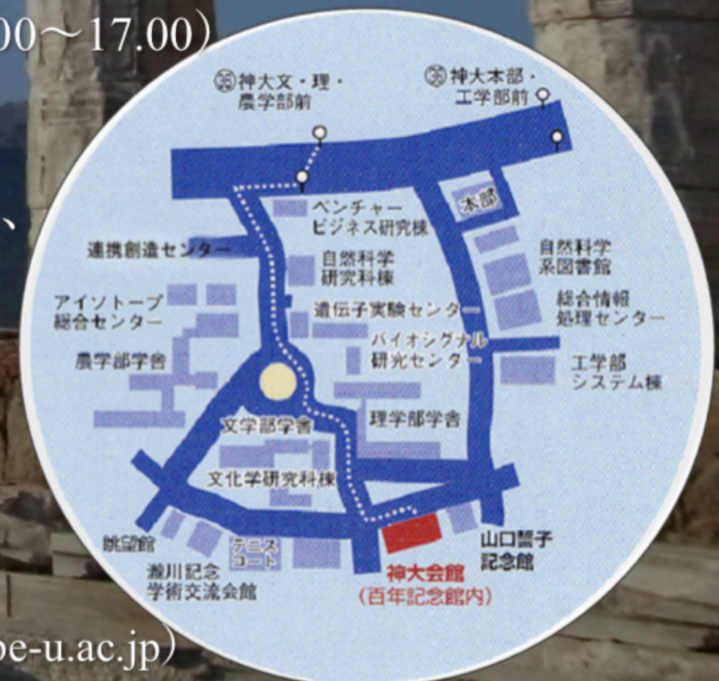 00～17.00)
㊱神大文・理・
農学部前
㊱神大本部・
工学部前
、
本部
ベンチャー
ビジネス研究棟
連携創造センター
自然科学
研究科棟
自然科学
系図書館
アイソトープ
総合センター
遺伝子実験センター
総合情報
処理センター
バイオシグナル
研究センター
農学部学舎
工学部
システム棟
文学部学舎
理学部学舎
文化学研究科棟
眺望館
テニス
コート
瀧川記念
学術交流会館
山口誓子
記念館
神大会館
(百年記念館内)
be-u.ac.jp)